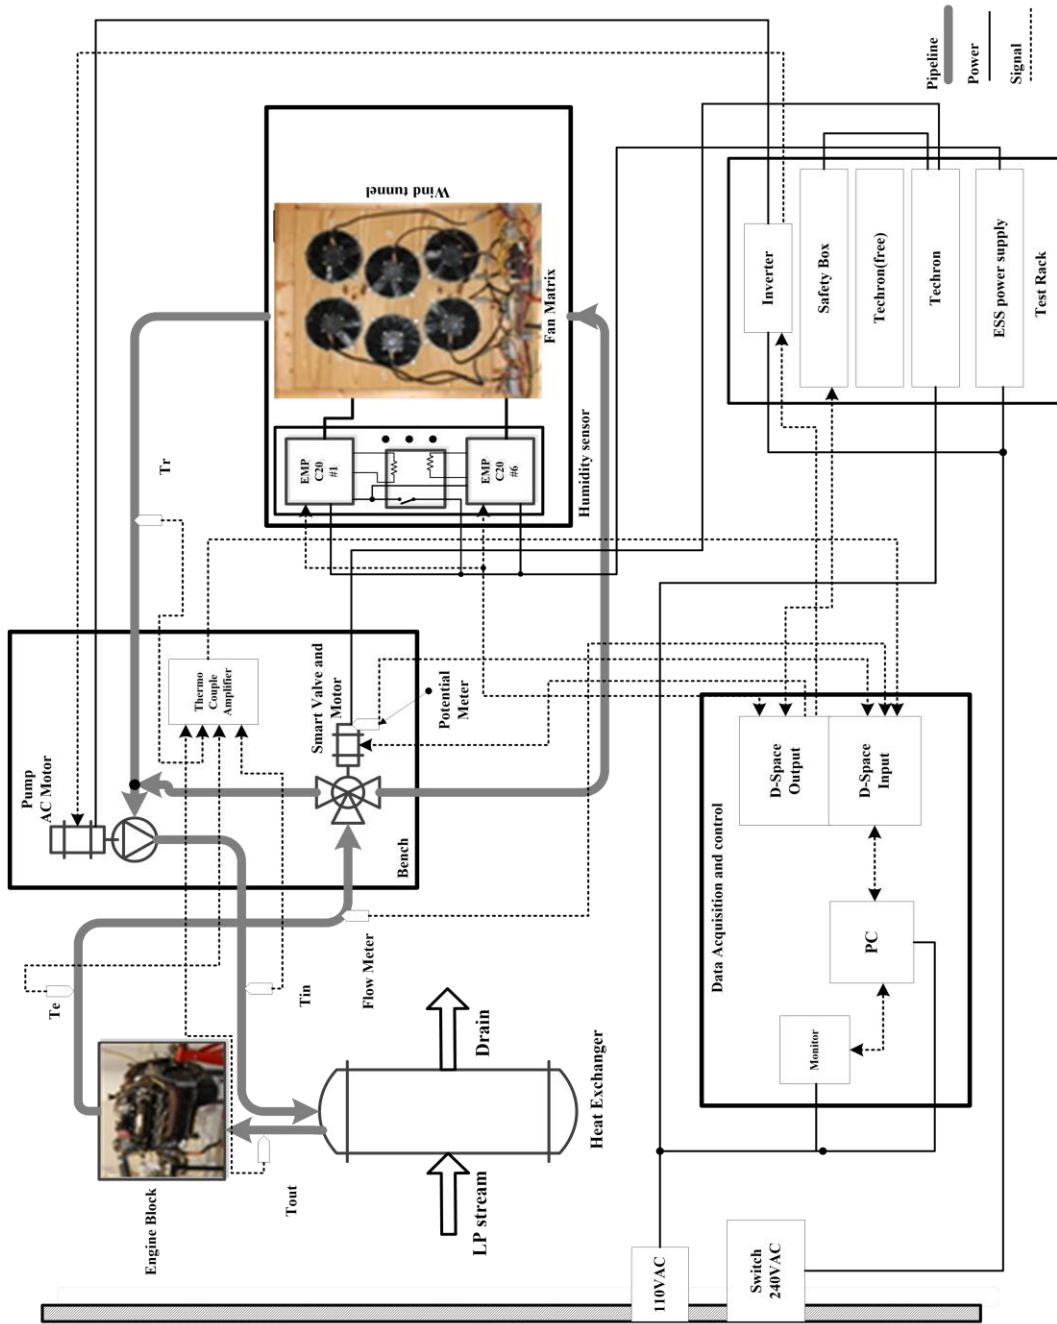 Pipeline
Power
Signal
Wind tunnel
Fan Matrix
Humidity sensor
EMP
C20
#1
EMP
C20
#6
Inverter
Safety Box
Techron(free)
Techron
ESS power supply
Test Rack
Tr
Pump
AC Motor
Thermo
Couple
Amplifier
Smart Valve and
Motor
Potential
Meter
Bench
Flow Meter
Te
Tin
Tout
Engine Block
Drain
LP stream
Heat Exchanger
D-Space
Output
D-Space
Input
Data Acquisition and control
PC
Monitor
110VAC
Switch
240VAC